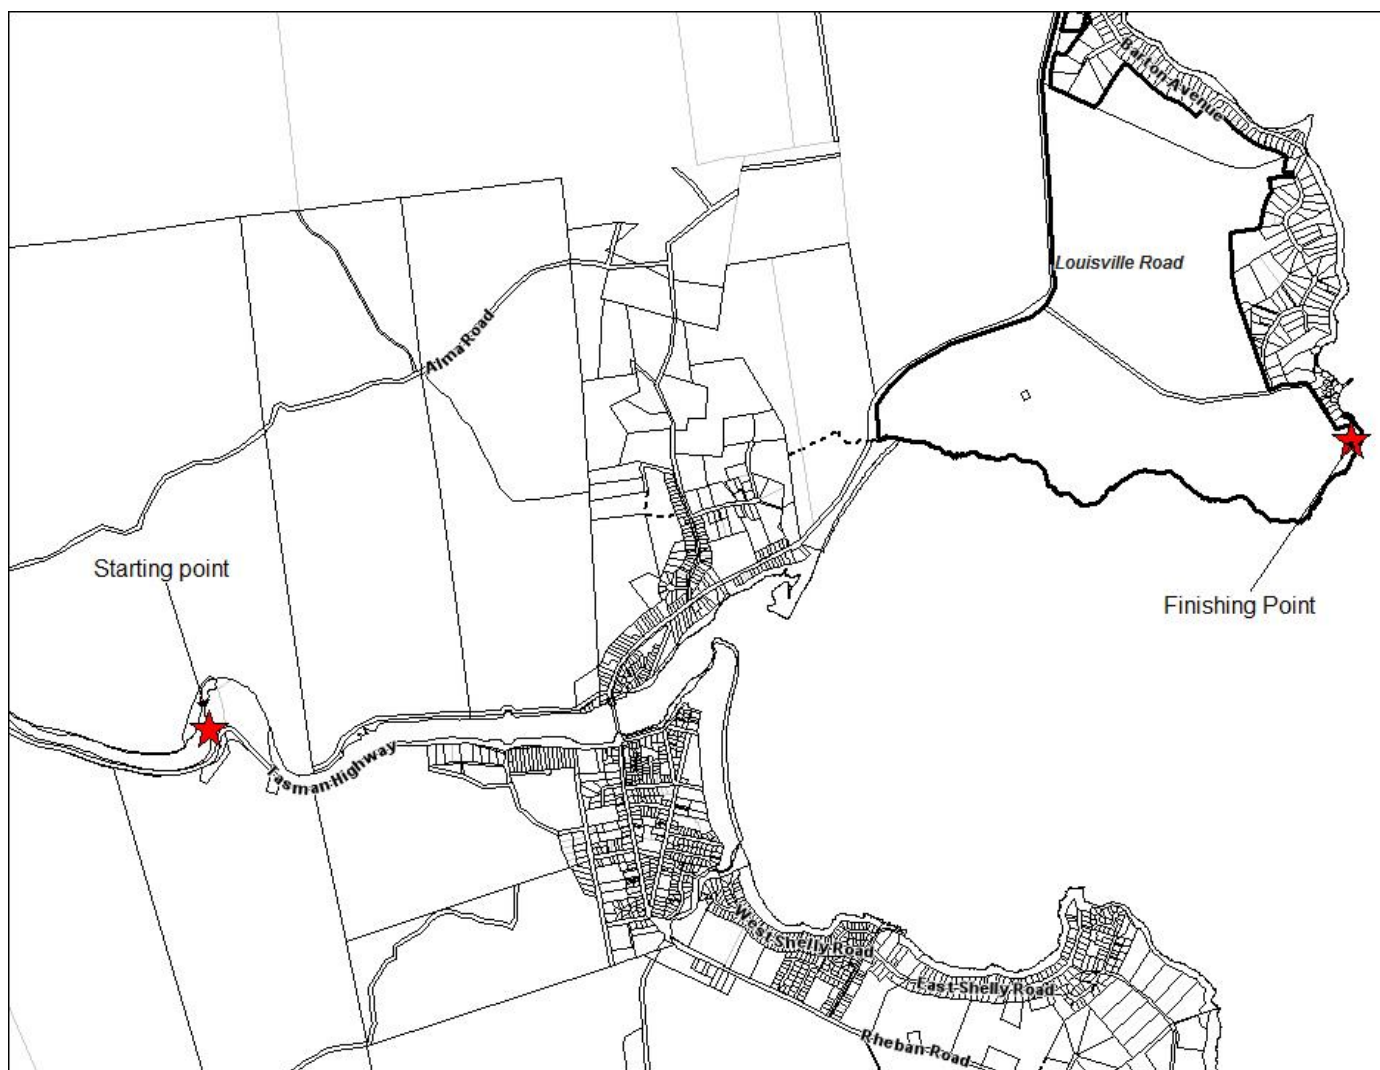 Barton Avenue
Louisville Road
Alma Road
Starting point
Finishing Point
Tasman Highway
West Shelly Road
East Shelly Road
Rheban Road